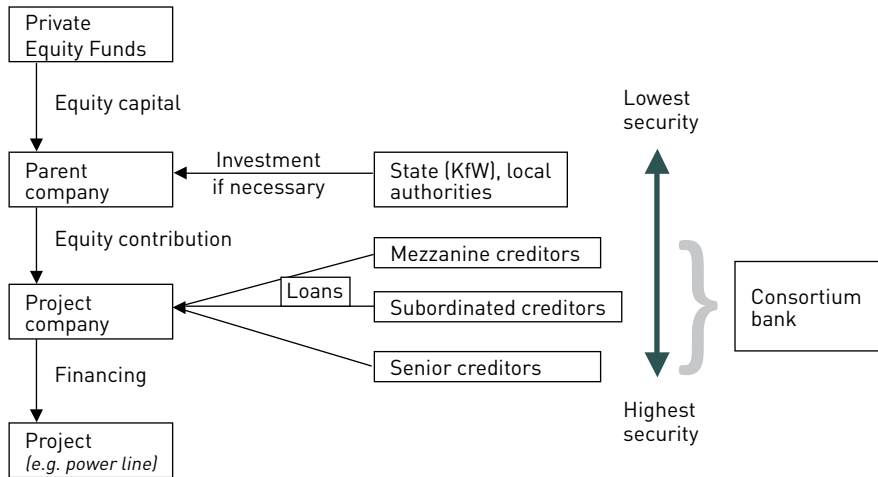 Private
Equity Funds
Equity capital
Lowest
security
Parent
company
Investment
if necessary
State (KfW), local
authorities
Equity contribution
Mezzanine creditors
Project
company
Loans
Subordinated creditors
Consortium
bank
Financing
Senior creditors
Highest
security
Project
(e.g. power line)